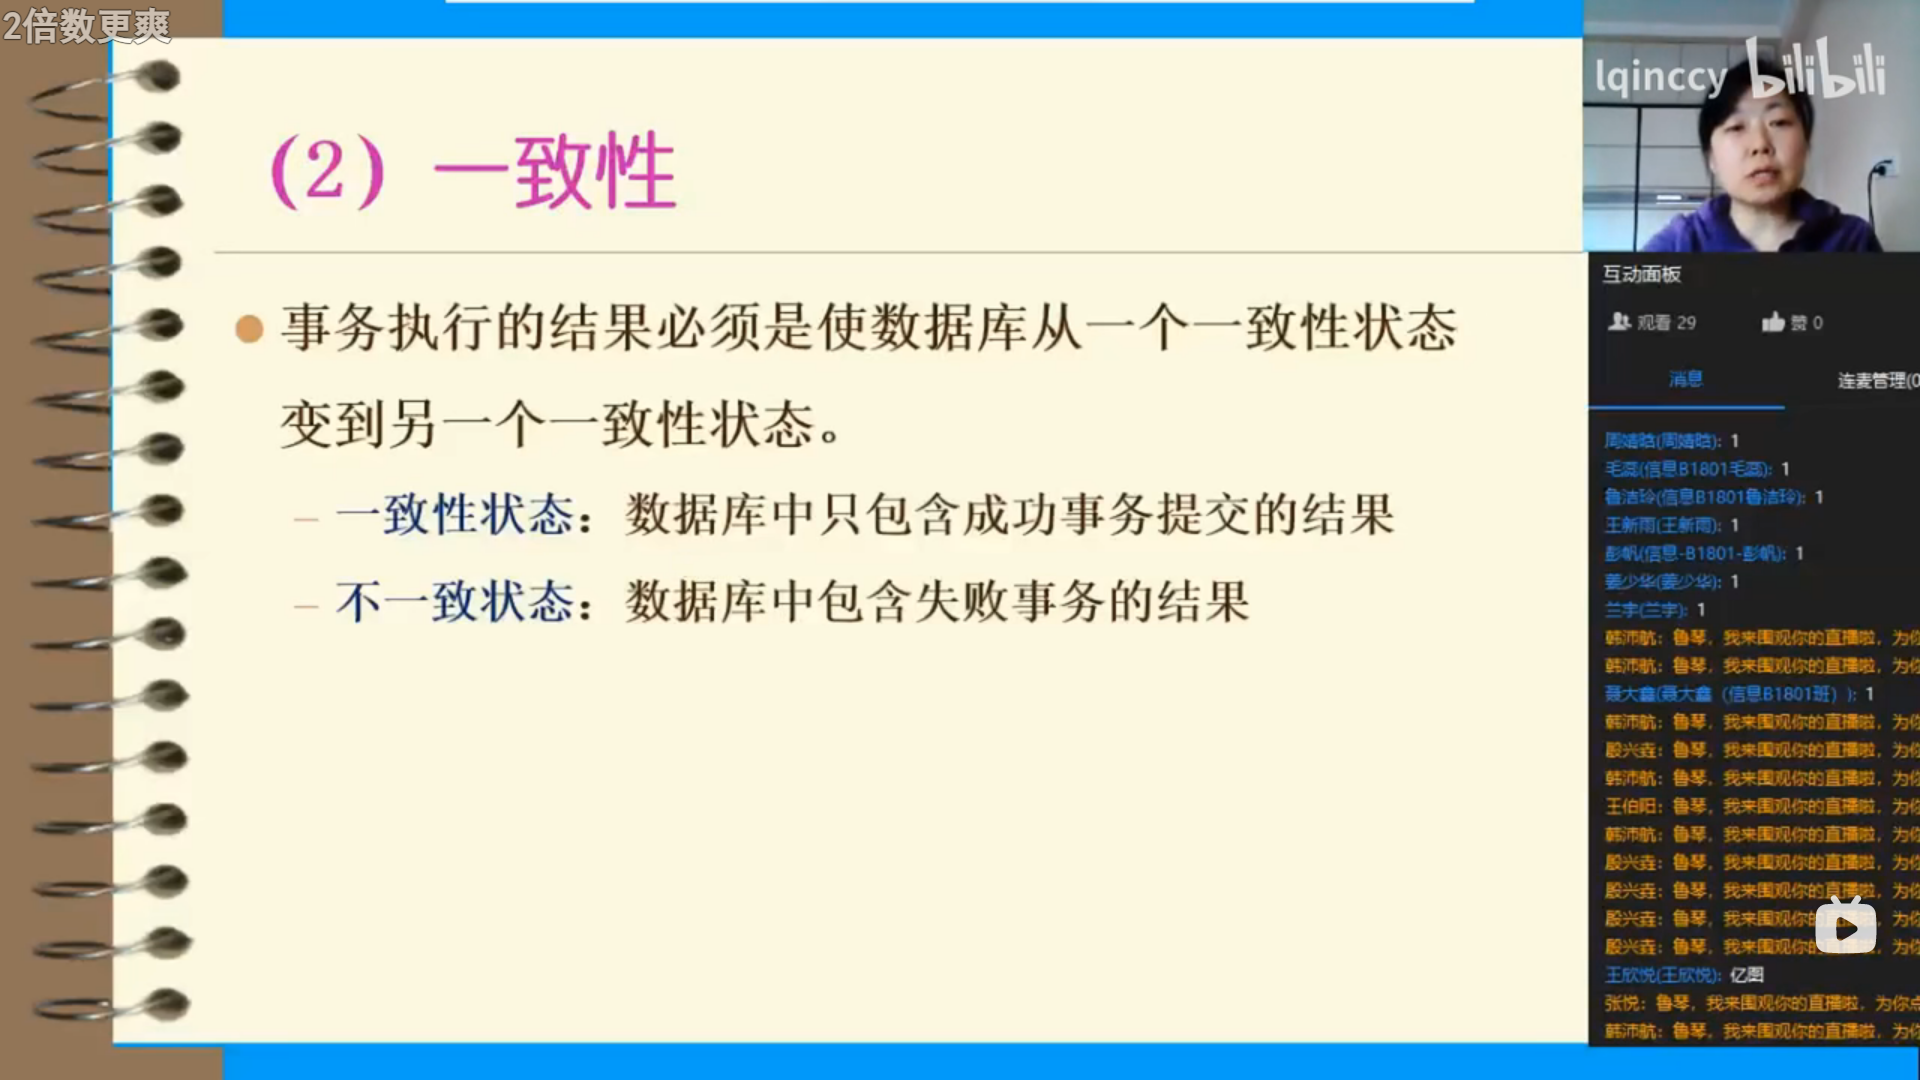 2倍数更爽
（2）一致性
事务执行的结果必须是使数据库从一个一致性状态
变到另一个一致性状态。
– 一致性状态：数据库中只包含成功事务提交的结果
– 不一致状态：数据库中包含失败事务的结果
lqinccy bilibili
互动面板
观看 29 赞 0
消息 连麦管理(0
周婧晗(周婧晗): 1
毛蕊(信息B1801毛蕊): 1
鲁洁玲(信息B1801鲁洁玲): 1
王新雨(王新雨): 1
彭帆(信息-B1801-彭帆): 1
姜少华(姜少华): 1
兰宇(兰宇): 1
韩沛航: 鲁琴，我来围观你的直播啦，为你
韩沛航: 鲁琴，我来围观你的直播啦，为你
聂大鑫(聂大鑫（信息B1801班）): 1
韩沛航: 鲁琴，我来围观你的直播啦，为你
殷兴垚: 鲁琴，我来围观你的直播啦，为你
韩沛航: 鲁琴，我来围观你的直播啦，为你
王伯阳: 鲁琴，我来围观你的直播啦，为你
韩沛航: 鲁琴，我来围观你的直播啦，为你
殷兴垚: 鲁琴，我来围观你的直播啦，为你
殷兴垚: 鲁琴，我来围观你的直播啦，为你
殷兴垚: 鲁琴，我来围观你的直播啦，为你
殷兴垚: 鲁琴，我来围观你的直播啦，为你
王欣悦(王欣悦): 亿图
张悦: 鲁琴，我来围观你的直播啦，为你点
韩沛航: 鲁琴，我来围观你的直播啦，为你